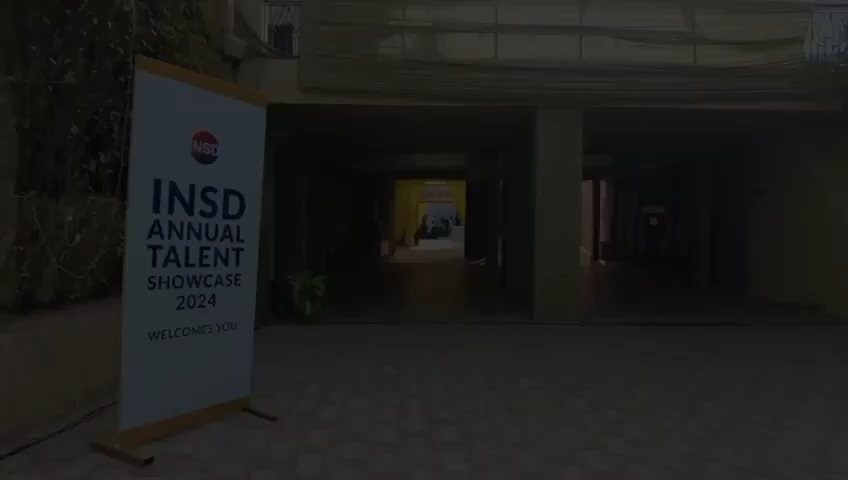 INSD
INSD
ANNUAL
TALENT
SHOWCASE
2024
WELCOMES YOU